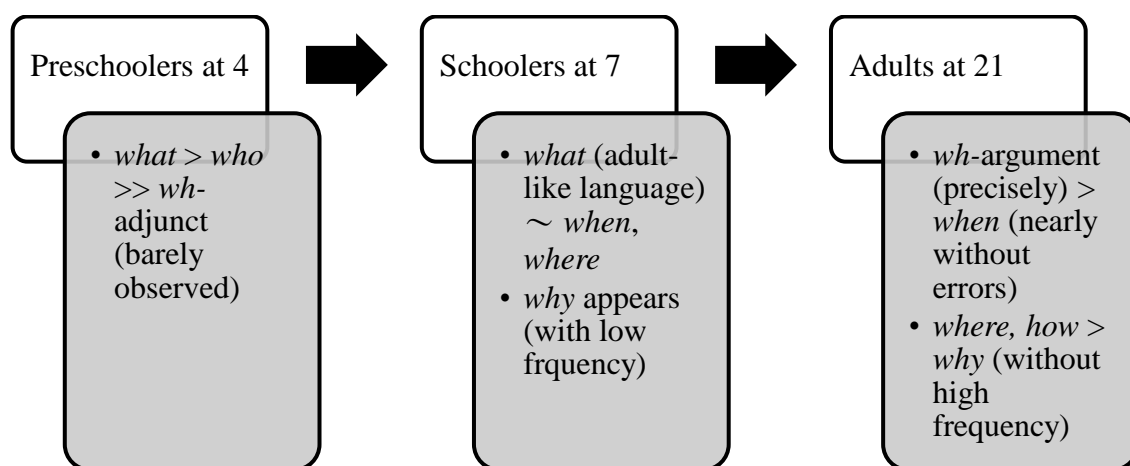 Preschoolers at 4
• what > who
>> wh-
adjunct
(barely
observed)
Schoolers at 7
• what (adult-
like language)
∼ when,
where
• why appears
(with low
frquency)
Adults at 21
• wh-argument
(precisely) >
when (nearly
without
errors)
• where, how >
why (without
high
frequency)